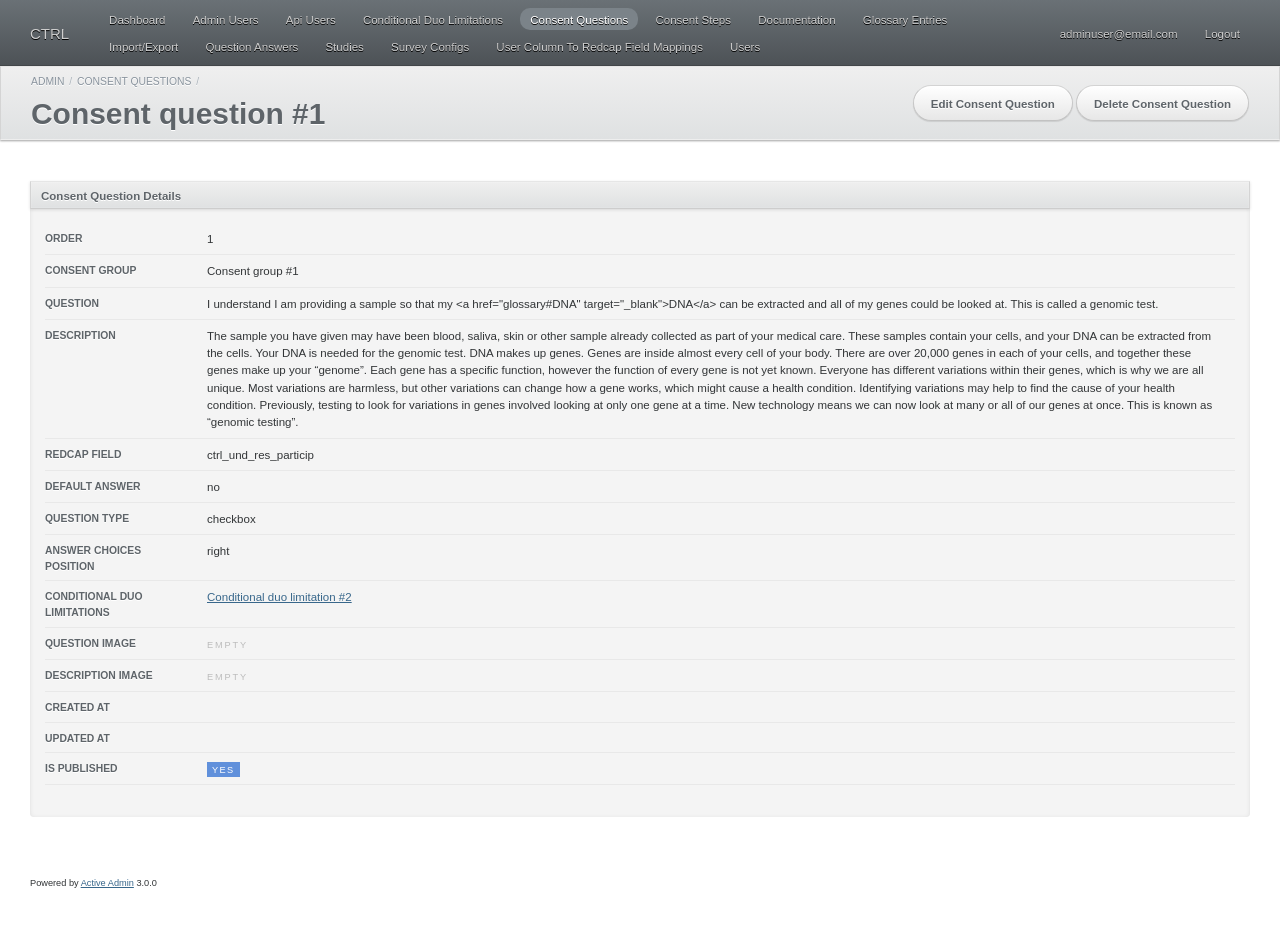 CTRL
Dashboard Admin Users Api Users Conditional Duo Limitations Consent Questions Consent Steps Documentation Glossary Entries
Import/Export Question Answers Studies Survey Configs User Column To Redcap Field Mappings Users
adminuser@email.com Logout
ADMIN / CONSENT QUESTIONS /
Consent question #1
Edit Consent Question Delete Consent Question
Consent Question Details
ORDER 1
CONSENT GROUP Consent group #1
QUESTION I understand I am providing a sample so that my <a href="glossary#DNA" target="_blank">DNA</a> can be extracted and all of my genes could be looked at. This is called a genomic test.
DESCRIPTION The sample you have given may have been blood, saliva, skin or other sample already collected as part of your medical care. These samples contain your cells, and your DNA can be extracted from
the cells. Your DNA is needed for the genomic test. DNA makes up genes. Genes are inside almost every cell of your body. There are over 20,000 genes in each of your cells, and together these
genes make up your “genome”. Each gene has a specific function, however the function of every gene is not yet known. Everyone has different variations within their genes, which is why we are all
unique. Most variations are harmless, but other variations can change how a gene works, which might cause a health condition. Identifying variations may help to find the cause of your health
condition. Previously, testing to look for variations in genes involved looking at only one gene at a time. New technology means we can now look at many or all of our genes at once. This is known as
“genomic testing”.
REDCAP FIELD ctrl_und_res_particip
DEFAULT ANSWER no
QUESTION TYPE checkbox
ANSWER CHOICES right
POSITION
CONDITIONAL DUO Conditional duo limitation #2
LIMITATIONS
QUESTION IMAGE EMPTY
DESCRIPTION IMAGE EMPTY
CREATED AT
UPDATED AT
IS PUBLISHED YES
Powered by Active Admin 3.0.0